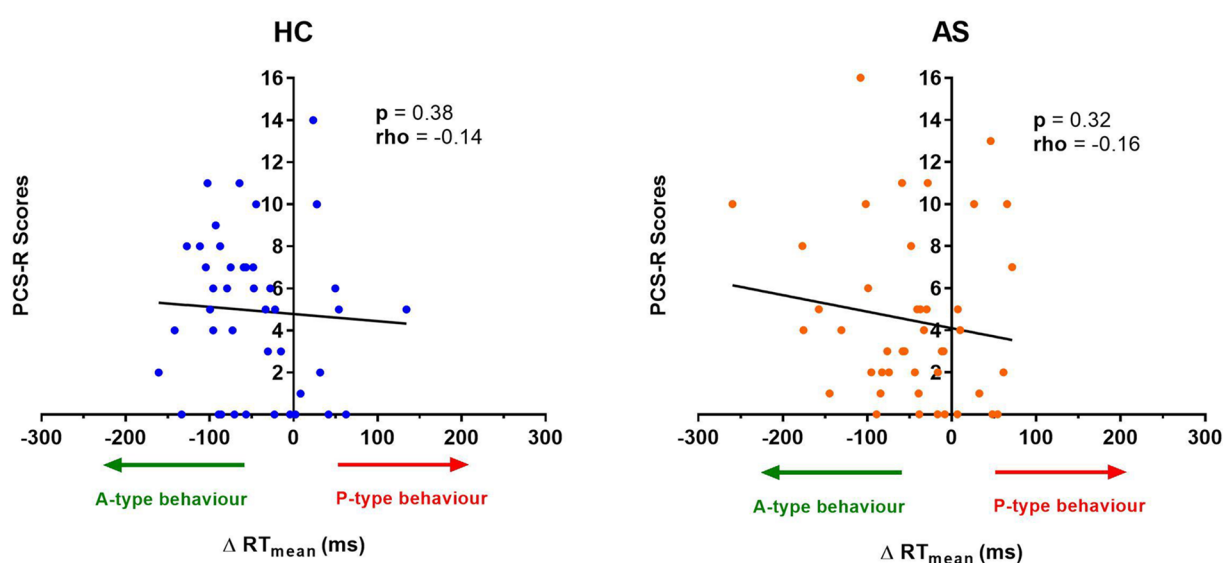 HC
16
14
12
10
8
6
4
2
p = 0.38
rho = -0.14
PCS-R Scores
-300 -200 -100 0 100 200 300
A-type behaviour P-type behaviour
Δ RTmean (ms)
AS
16
14
12
10
8
6
4
2
p = 0.32
rho = -0.16
PCS-R Scores
-300 -200 -100 0 100 200 300
A-type behaviour P-type behaviour
Δ RTmean (ms)